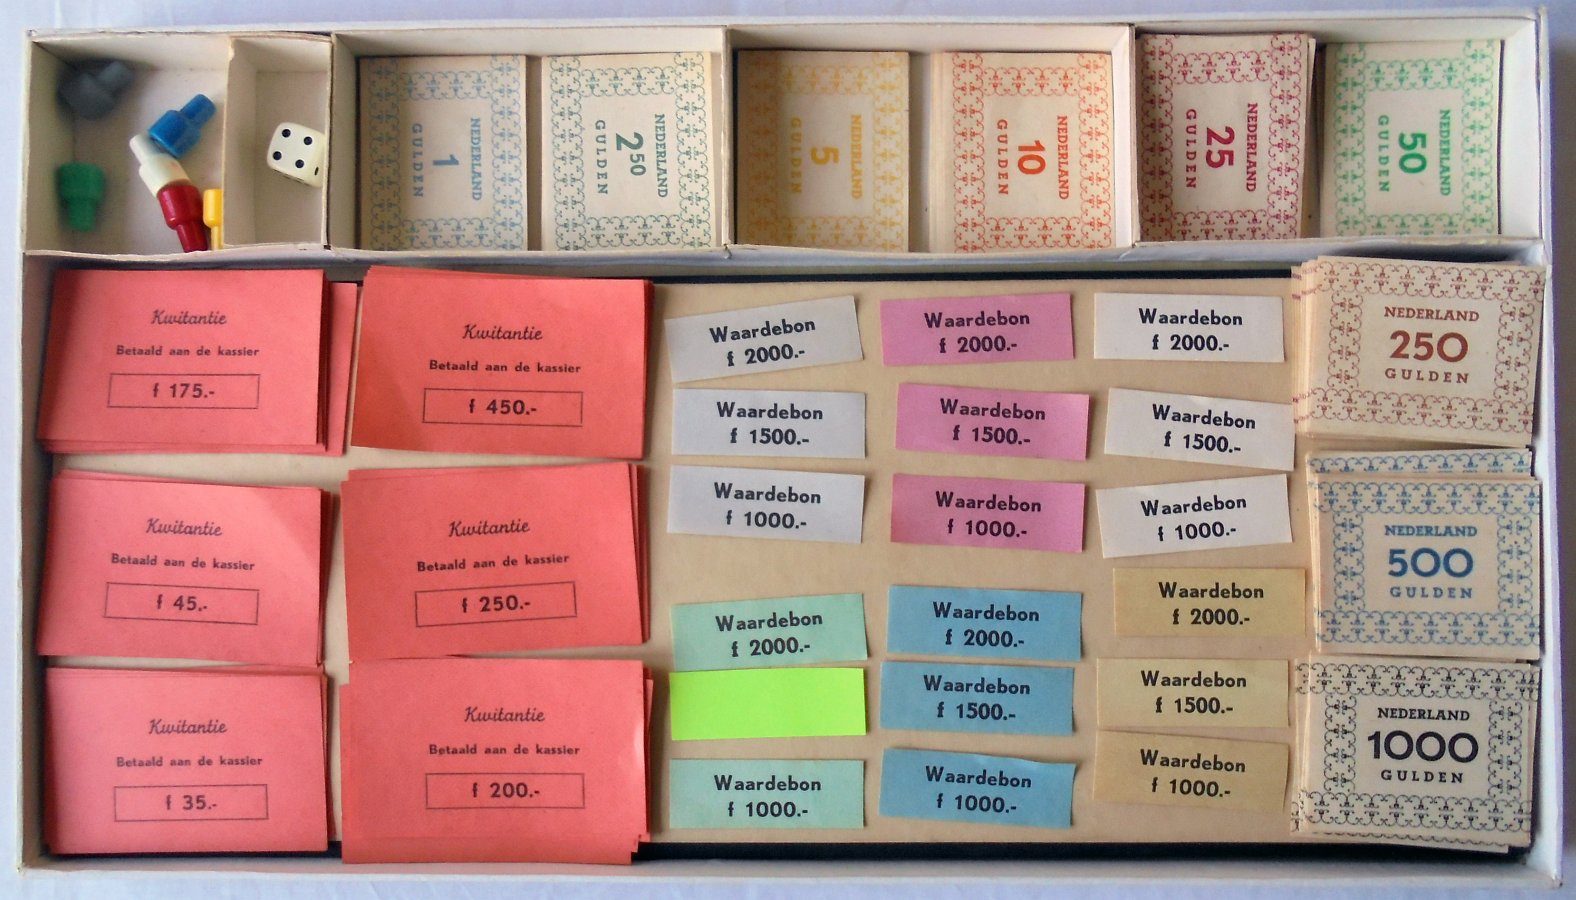 NEDERLAND
1
GULDEN
NEDERLAND
2 50
GULDEN
NEDERLAND
5
GULDEN
NEDERLAND
10
GULDEN
NEDERLAND
25
GULDEN
NEDERLAND
50
GULDEN
Kwitantie
Betaald aan de kassier
f 175.-
Kwitantie
Betaald aan de kassier
f 450.-
Waardebon
f 2000.-
Waardebon
f 2000.-
Waardebon
f 2000.-
NEDERLAND
250
GULDEN
Waardebon
f 1500.-
Waardebon
f 1500.-
Waardebon
f 1500.-
Kwitantie
Betaald aan de kassier
f 45.-
Kwitantie
Betaald aan de kassier
f 250.-
Waardebon
f 1000.-
Waardebon
f 1000.-
Waardebon
f 1000.-
NEDERLAND
500
GULDEN
Waardebon
f 2000.-
Waardebon
f 2000.-
Waardebon
f 2000.-
Kwitantie
Betaald aan de kassier
f 35.-
Kwitantie
Betaald aan de kassier
f 200.-
Waardebon
f 1500.-
Waardebon
f 1500.-
NEDERLAND
1000
GULDEN
Waardebon
f 1000.-
Waardebon
f 1000.-
Waardebon
f 1000.-